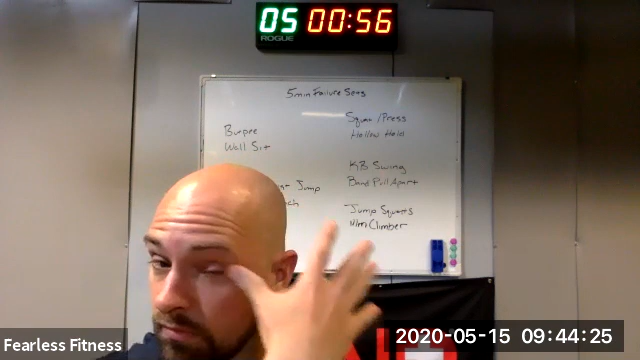 05 00:56
ROGUE
5min Failure Sets
Burpee
Wall Sit
Jump
Squat/Press
Hollow Hold
KB Swing
Band Pull Apart
Jump Squats
Mtn Climber
Fearless Fitness
2020-05-15 09:44:25